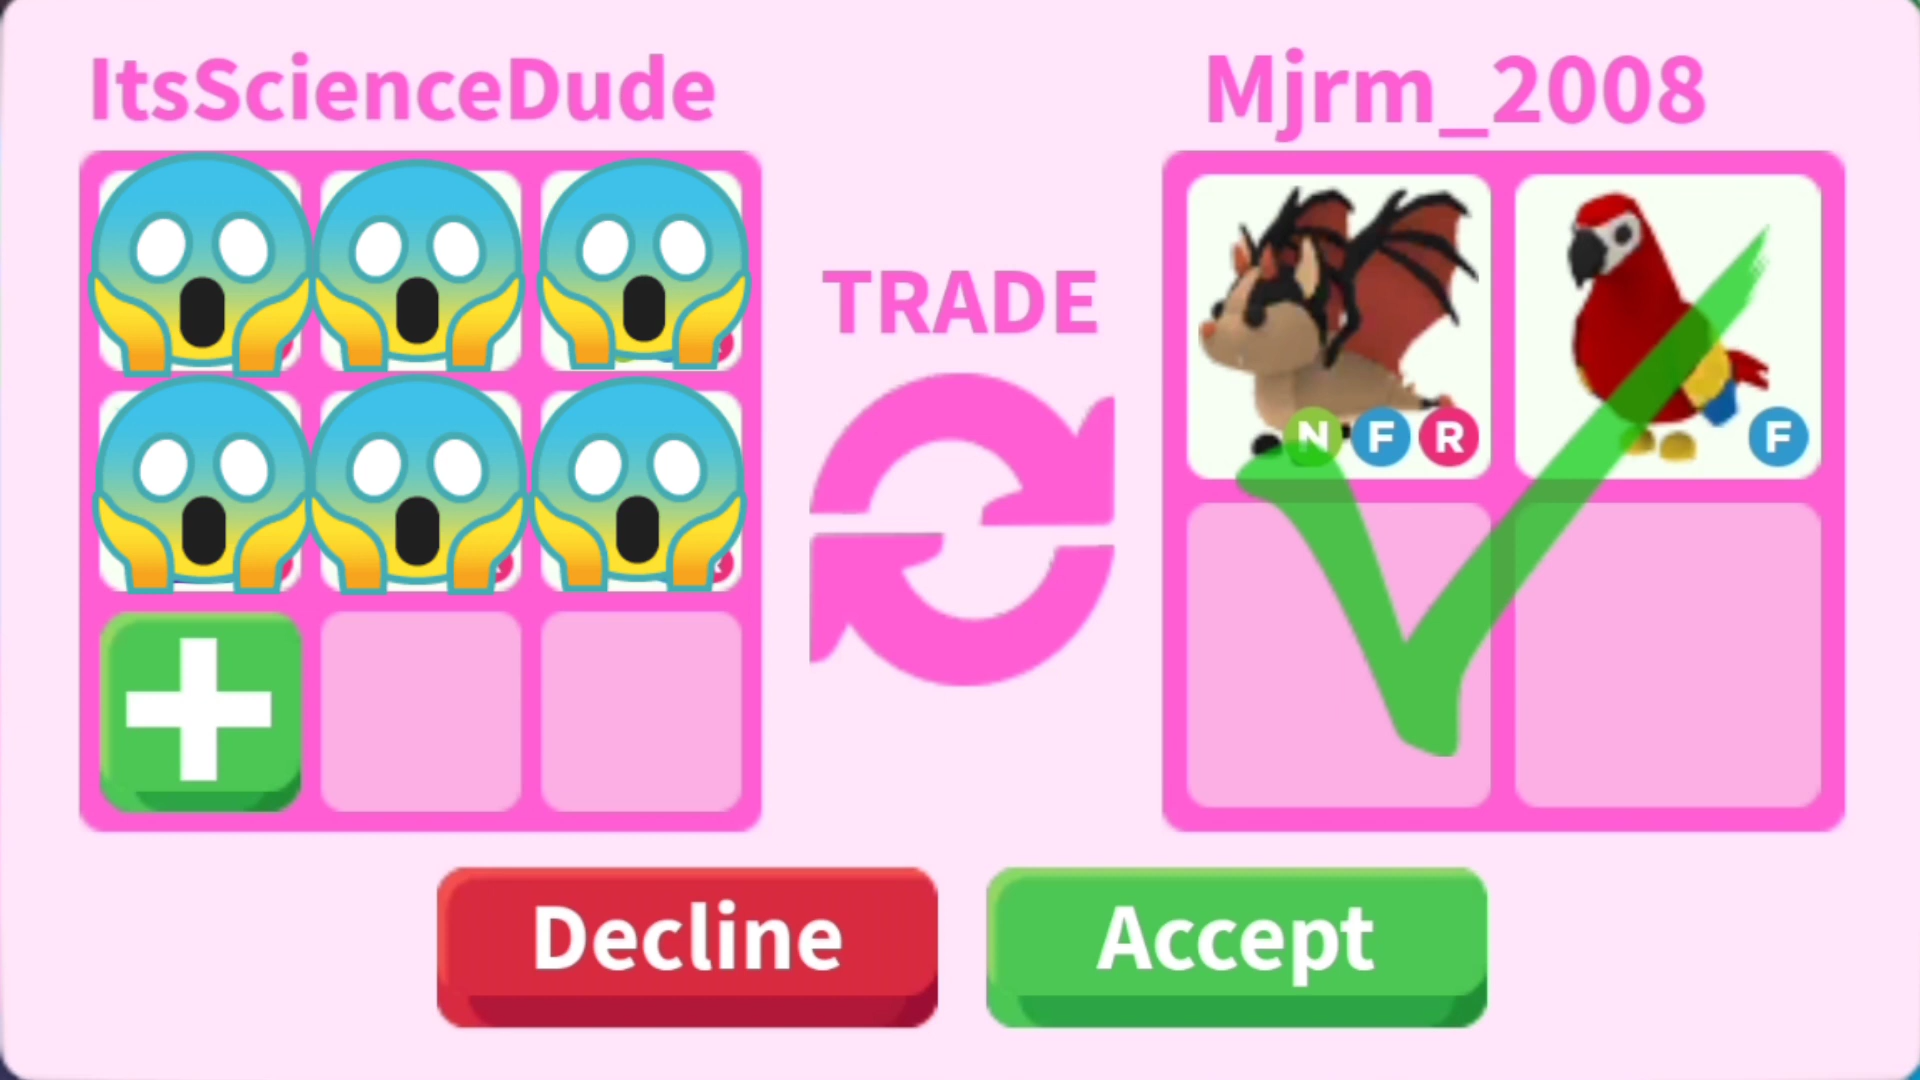 ItsScienceDude
Mjrm_2008
TRADE
N F R
F
Decline
Accept